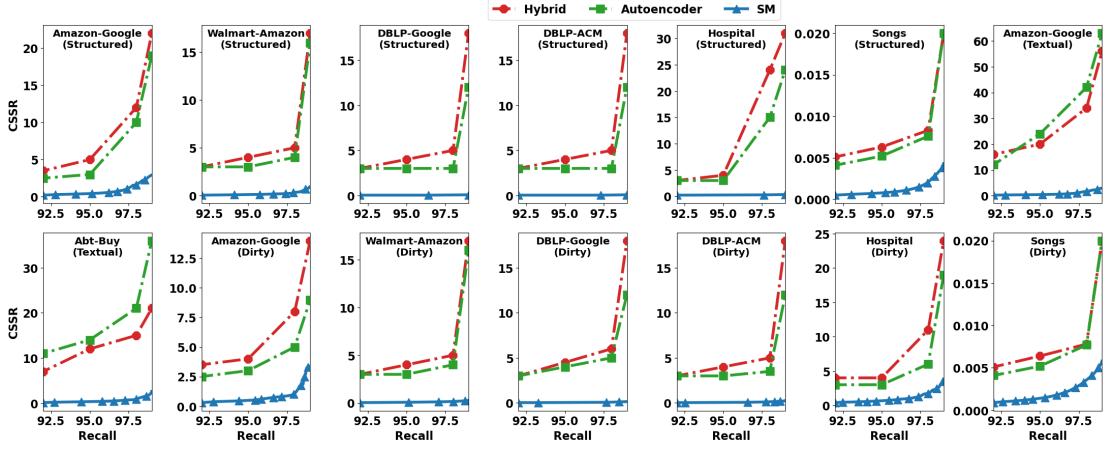 Hybrid Autoencoder SM
Amazon-Google
(Structured)
Walmart-Amazon
(Structured)
DBLP-Google
(Structured)
DBLP-ACM
(Structured)
Hospital
(Structured)
Songs
(Structured)
Amazon-Google
(Textual)
CSSR
20
15
10
5
0
15
10
5
0
15
10
5
0
15
10
5
0
30
25
20
15
10
5
0
0.020
0.015
0.010
0.005
0.000
60
50
40
30
20
10
0
92.5 95.0 97.5
92.5 95.0 97.5
92.5 95.0 97.5
92.5 95.0 97.5
92.5 95.0 97.5
92.5 95.0 97.5
92.5 95.0 97.5
Abt-Buy
(Textual)
Amazon-Google
(Dirty)
Walmart-Amazon
(Dirty)
DBLP-Google
(Dirty)
DBLP-ACM
(Dirty)
Hospital
(Dirty)
Songs
(Dirty)
CSSR
30
20
10
0
12.5
10.0
7.5
5.0
2.5
0.0
15
10
5
0
15
10
5
0
15
10
5
0
25
20
15
10
5
0
0.020
0.015
0.010
0.005
0.000
92.5 95.0 97.5
92.5 95.0 97.5
92.5 95.0 97.5
92.5 95.0 97.5
92.5 95.0 97.5
92.5 95.0 97.5
92.5 95.0 97.5
Recall
Recall
Recall
Recall
Recall
Recall
Recall